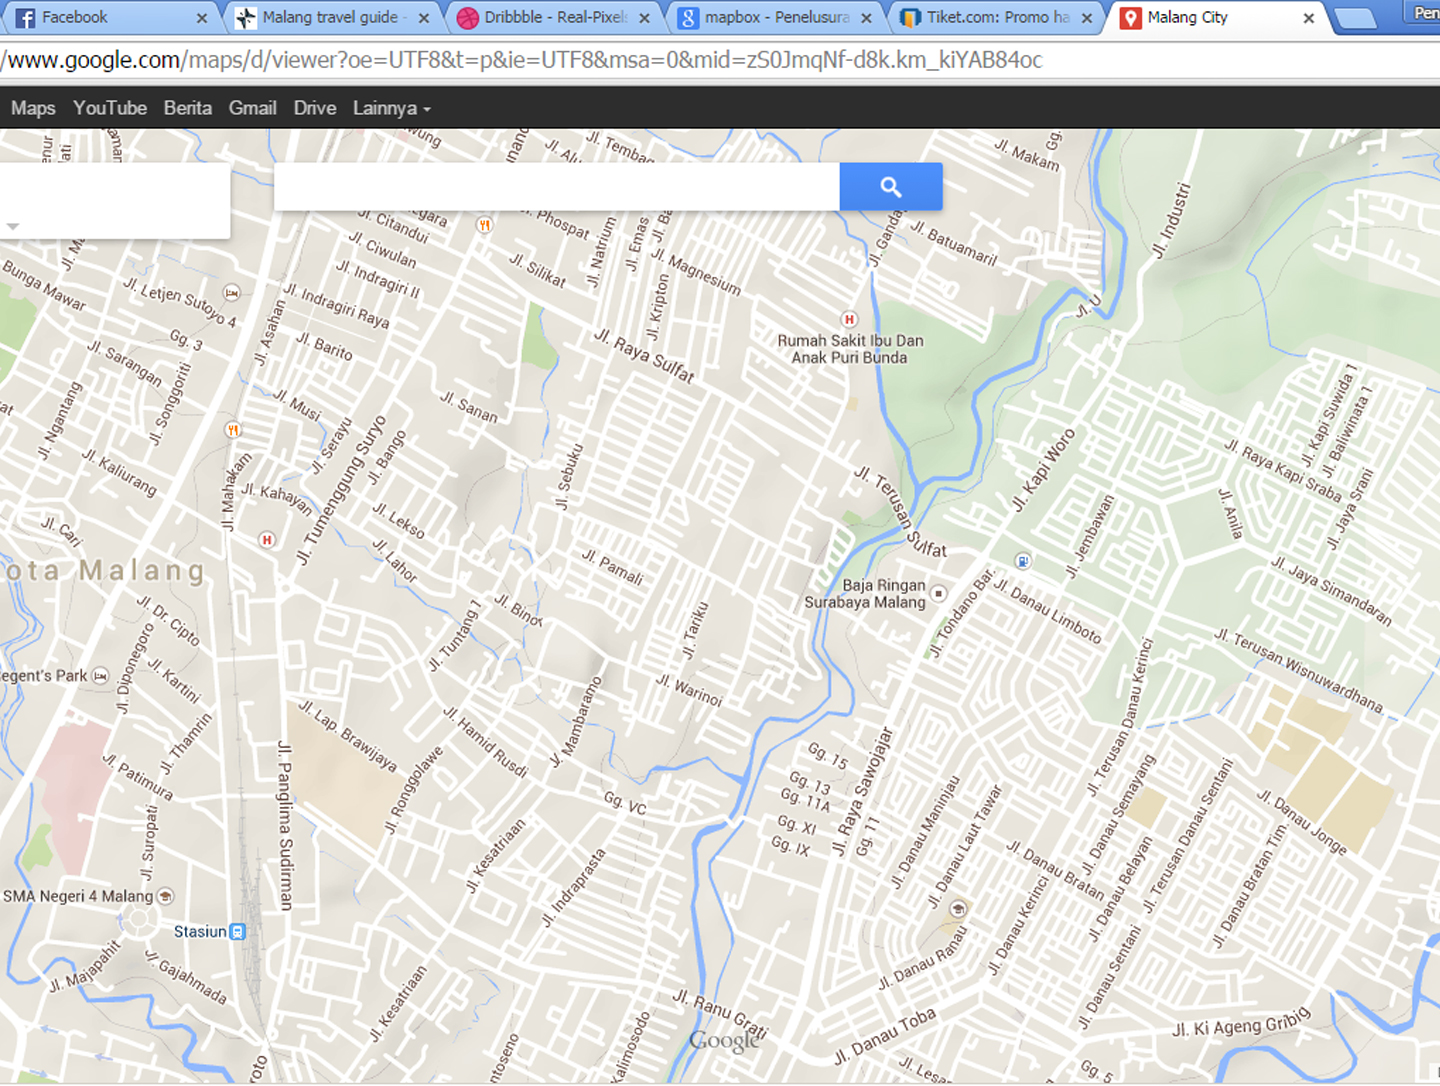 Facebook
Malang travel guide -
Dribbble - Real-Pixels
mapbox - Penelusura
Tiket.com: Promo ha
Malang City
Pen
/www.google.com/maps/d/viewer?oe=UTF8&t=p&ie=UTF8&msa=0&mid=zS0JmqNf-d8k.km_kiYAB84oc
Maps YouTube Berita Gmail Drive Lainnya
Jl. Tembag
Gg.
Jl. Makam
Jl. Industri
Jl. Ganda
Jl. Batuamaril
egara
Jl. Citandui
Jl. Phospat
Jl. Natrium
Jl. Emas
Jl. Ba
Jl. Ciwulan
Jl. Silikat
Jl. Magnesium
Bunga Mawar
Jl. Letjen Sutoyo 4
Jl. Indragiri II
Jl. Indragiri Raya
Jl. Kripton
Jl. U
Gg. 3
Jl. Asahan
Jl. Barito
Jl. Raya Sulfat
Rumah Sakit Ibu Dan
Anak Puri Bunda
Jl. Sarangan
Jl. Songgoriti
Jl. Ngantang
Jl. Musi
Jl. Sanan
Jl. Kapi Suwida 1
Jl. Baliwinata 1
Jl. Serayu
Jl. Tumenggung Suryo
Jl. Bango
Jl. Kaliurang
Jl. Mahakam
Jl. Kahayan
Jl. Sebuku
Jl. Terusan Sulfat
Jl. Kapi Woro
Jl. Raya Kapi Sraba
Jl. Anila
Jl. Jaya Srani
Jl. Cari
Jl. Lekso
Jl. Lahor
Jl. Pamali
Jl. Jembawan
ota Malang
Jl. Jaya Simandaran
Baja Ringan
Surabaya Malang
Jl. Tondano Bar.
Jl. Danau Limboto
Jl. Dr. Cipto
Jl. Tuntang 1
Jl. Binor
Jl. Tariku
Jl. Terusan Wisnuwardhana
egent's Park
Jl. Diponegoro
Jl. Kartini
Jl. Warinoi
Jl. Terusan Danau Kerinci
Jl. Thamrin
Jl. Lap. Brawijaya
Jl. Hamid Rusdi
Jl. Mambaramo
Jl. Patimura
Jl. Panglima Sudirman
Jl. Ronggolawe
Gg. 15
Gg. 13
Gg. 11A
Gg. XI
Gg. IX
Gg. VC
Jl. Raya Sawojajar
Gg. 11
Jl. Danau Maninjau
Jl. Danau Laut Tawar
Jl. Danau Semayang
Jl. Terusan Danau Sentani
Jl. Danau Jonge
Jl. Suropati
Jl. Kesatriaan
Jl. Indraprasta
Jl. Danau Bratan
Jl. Danau Belayan
Jl. Danau Bratan Tim.
SMA Negeri 4 Malang
Stasiun
Jl. Danau Kerinci
Jl. Danau Ranau
Jl. Danau Sentani
Jl. Majapahit
Jl. Gajahmada
Jl. Kesatrian
Jl. Ranu Grati
Google
Jl. Danau Toba
Jl. Ki Ageng Gribig
roto
ntoseno
Kalimosodo
Jl. Lesa
Gg. 5